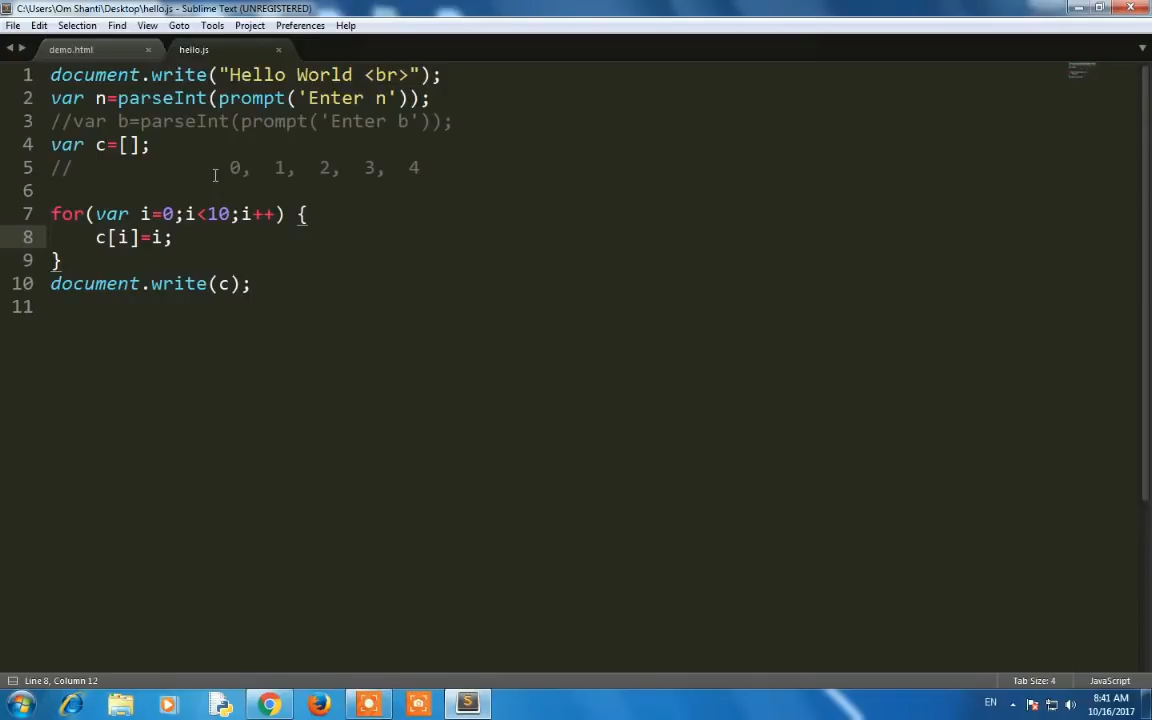 C:\Users\Om Shanti\Desktop\hello.js - Sublime Text (UNREGISTERED)
File Edit Selection Find View Goto Tools Project Preferences Help
demo.html hello.js
1 document.write("Hello World <br>");
2 var n=parseInt(prompt('Enter n'));
3 //var b=parseInt(prompt('Enter b'));
4 var c=[];
5 // 0, 1, 2, 3, 4
6
7 for(var i=0;i<10;i++) {
8 c[i]=i;
9 }
10 document.write(c);
11
Line 8, Column 12 Tab Size: 4 JavaScript
EN 8:41 AM
10/16/2017